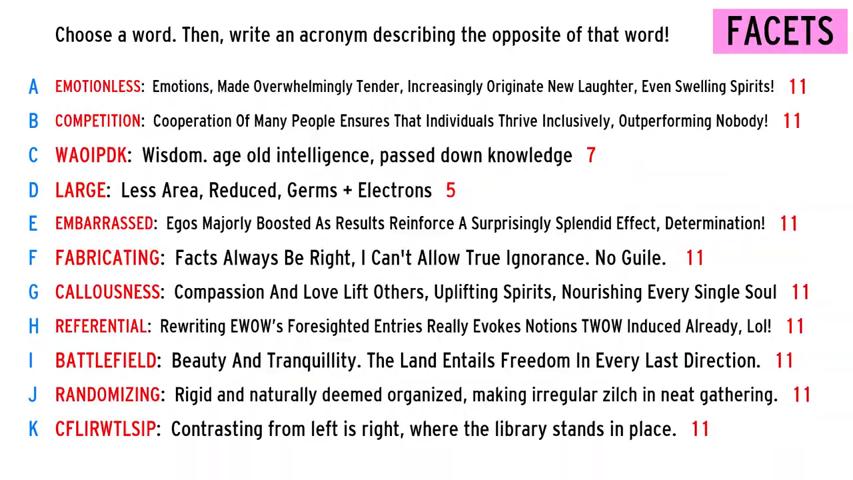 Choose a word. Then, write an acronym describing the opposite of that word!
FACETS
A EMOTIONLESS: Emotions, Made Overwhelmingly Tender, Increasingly Originate New Laughter, Even Swelling Spirits! 11
B COMPETITION: Cooperation Of Many People Ensures That Individuals Thrive Inclusively, Outperforming Nobody! 11
C WAOIPDK: Wisdom. age old intelligence, passed down knowledge 7
D LARGE: Less Area, Reduced, Germs + Electrons 5
E EMBARRASSED: Egos Majorly Boosted As Results Reinforce A Surprisingly Splendid Effect, Determination! 11
F FABRICATING: Facts Always Be Right, I Can't Allow True Ignorance. No Guile. 11
G CALLOUSNESS: Compassion And Love Lift Others, Uplifting Spirits, Nourishing Every Single Soul 11
H REFERENTIAL: Rewriting EWOW's Foresighted Entries Really Evokes Notions TWOW Induced Already, Lol! 11
I BATTLEFIELD: Beauty And Tranquillity. The Land Entails Freedom In Every Last Direction. 11
J RANDOMIZING: Rigid and naturally deemed organized, making irregular zilch in neat gathering. 11
K CFLIRWTLSIP: Contrasting from left is right, where the library stands in place. 11